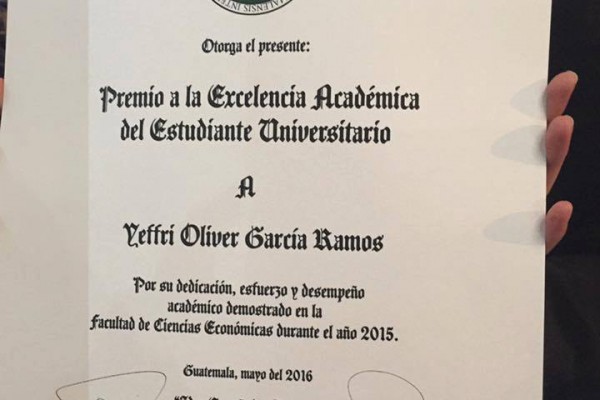 Otorga el presente:
Premio a la Excelencia Académica
del Estudiante Universitario
A
Yeffri Oliver García Ramos
Por su dedicación, esfuerzo y desempeño
académico demostrado en la
Facultad de Ciencias Económicas durante el año 2015.
Guatemala, mayo del 2016